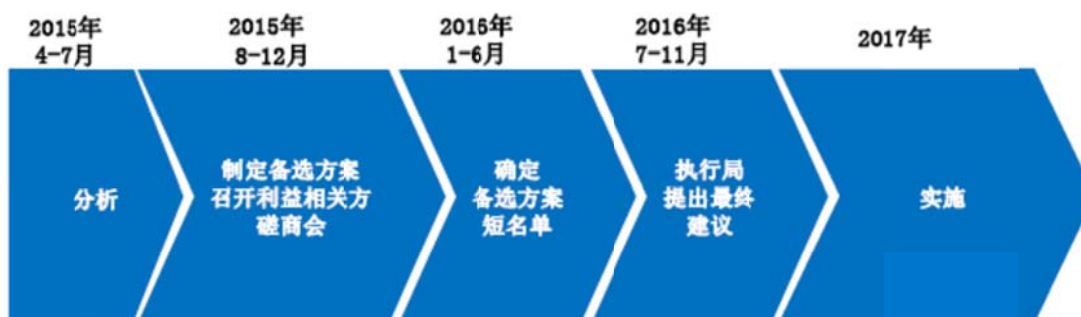 2015年
4-7月
2015年
8-12月
2016年
1-6月
2016年
7-11月
2017年
分析
制定备选方案
召开利益相关方
磋商会
确定
备选方案
短名单
执行局
提出最终
建议
实施